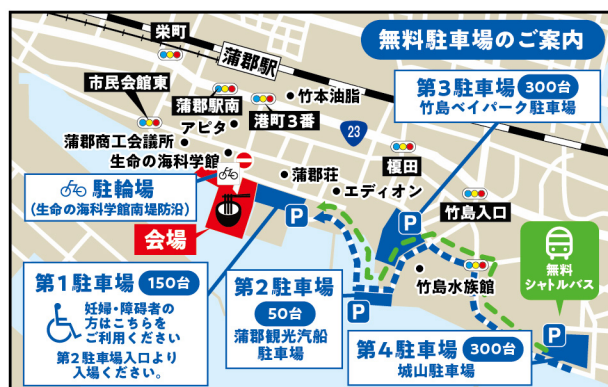 無料駐車場のご案内
栄町
蒲郡駅
市民会館東
蒲郡駅南
竹本油脂
アピタ
港町3番
蒲郡商工会議所
生命の海科学館
23
第3駐車場 300台
竹島ベイパーク駐車場
榎田
蒲郡荘
エディオン
竹島入口
駐輪場
(生命の海科学館南堤防沿)
会場
P
P
P
P
無料
シャトルバス
竹島水族館
第1駐車場 150台
妊婦・障碍者の
方はこちらを
ご利用ください
第2駐車場入口より
入場ください。
第2駐車場
50台
蒲郡観光汽船
駐車場
第4駐車場 300台
城山駐車場